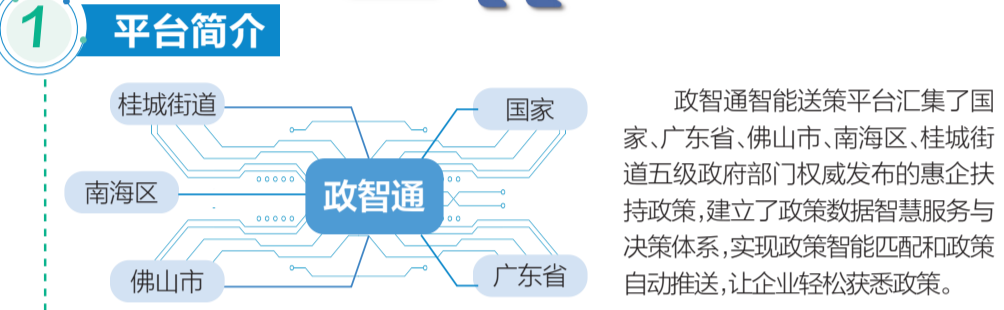 1
平台简介
桂城街道
国家
南海区
政智通
佛山市
广东省
政智通智能送策平台汇集了国
家、广东省、佛山市、南海区、桂城街
道五级政府部门权威发布的惠企扶
持政策,建立了政策数据智慧服务与
决策体系,实现政策智能匹配和政策
自动推送,让企业轻松获悉政策。